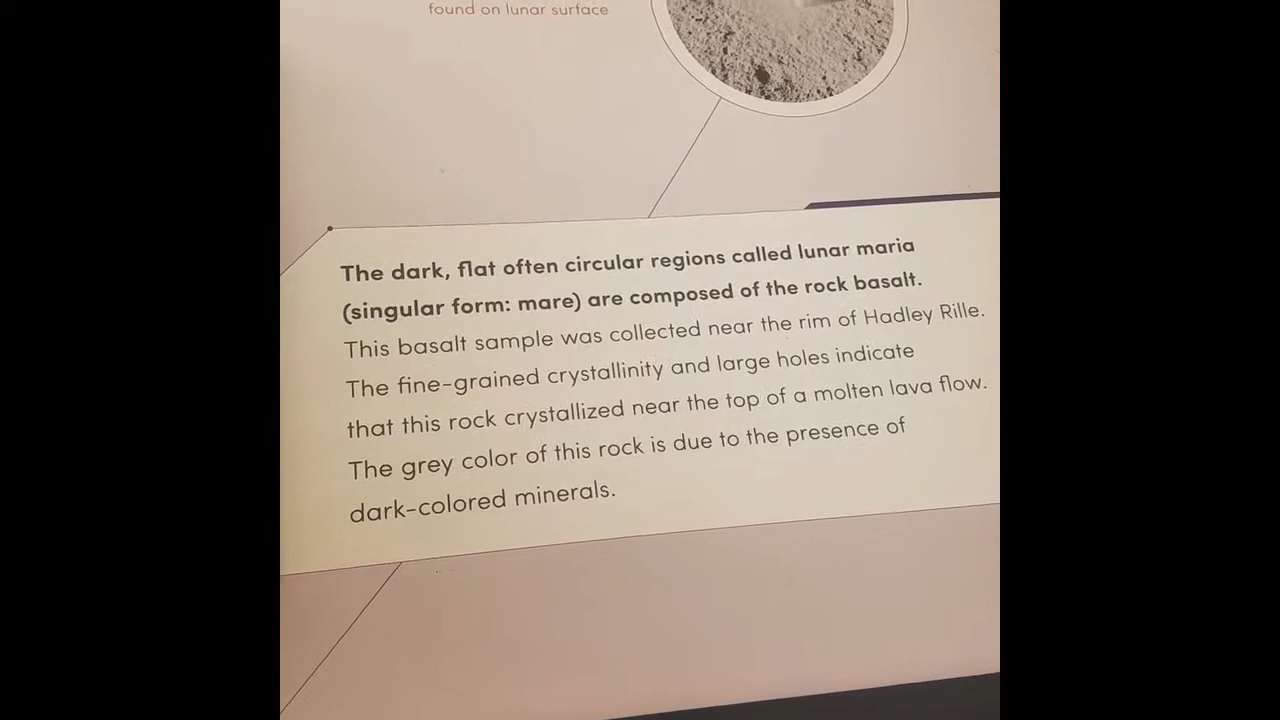 found on lunar surface
The dark, flat often circular regions called lunar maria
(singular form: mare) are composed of the rock basalt.
This basalt sample was collected near the rim of Hadley Rille.
The fine-grained crystallinity and large holes indicate
that this rock crystallized near the top of a molten lava flow.
The grey color of this rock is due to the presence of
dark-colored minerals.